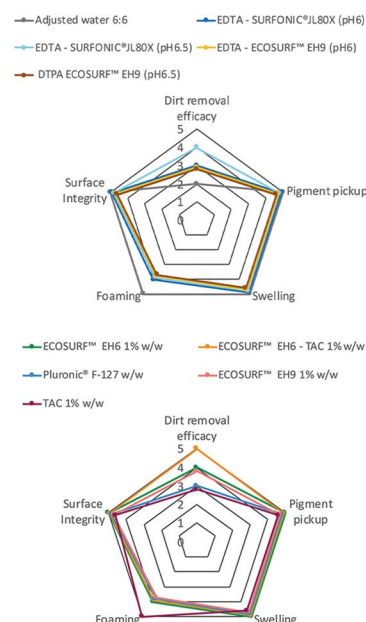 Adjusted water 6:6
EDTA - SURFONIC®JL80X (pH6)
EDTA - SURFONIC®JL80X (pH6.5)
EDTA - ECOSURF™ EH9 (pH6)
DTPA ECOSURF™ EH9 (pH6.5)
Dirt removal
efficacy
5
4
3
2
1
0
Surface
Integrity
Pigment pickup
Foaming
Swelling
ECOSURF™ EH6 1% w/w
ECOSURF™ EH6 - TAC 1% w/w
Pluronic® F-127 w/w
ECOSURF™ EH9 1% w/w
TAC 1% w/w
Dirt removal
efficacy
5
4
3
2
1
0
Surface
Integrity
Pigment
pickup
Foaming
Swelling